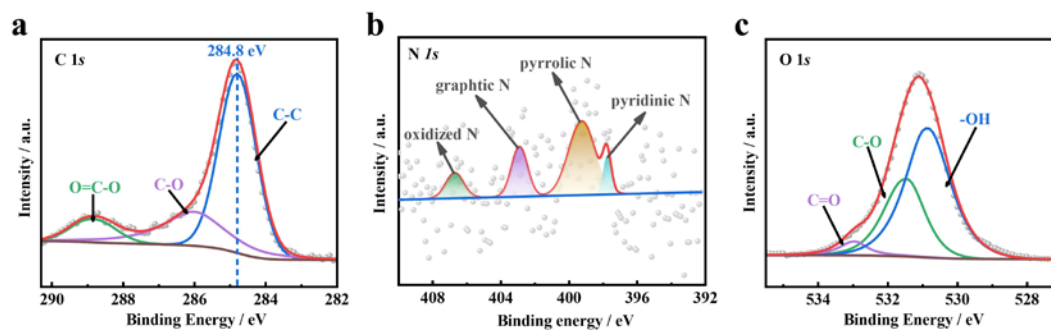 a
C 1s
284.8 eV
C-C
C-O
O=C-O
Intensity / a.u.
290 288 286 284 282
Binding Energy / eV
b
N 1s
pyrrolic N
graphtic N
pyridinic N
oxidized N
Intensity / a.u.
408 404 400 396 392
Binding energy / eV
c
O 1s
-OH
C-O
C=O
Intensity / a.u.
534 532 530 528
Binding Energy / eV